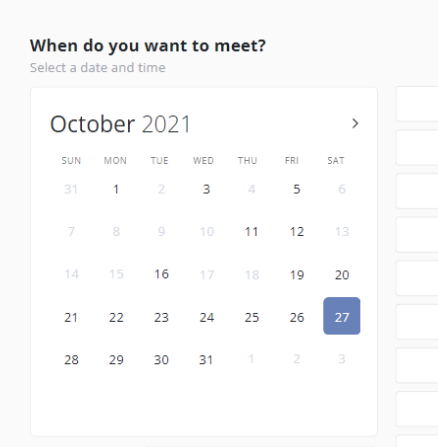 When do you want to meet?
Select a date and time
October 2021
SUN MON TUE WED THU FRI SAT
31 1 2 3 4 5 6
7 8 9 10 11 12 13
14 15 16 17 18 19 20
21 22 23 24 25 26 27
28 29 30 31 1 2 3